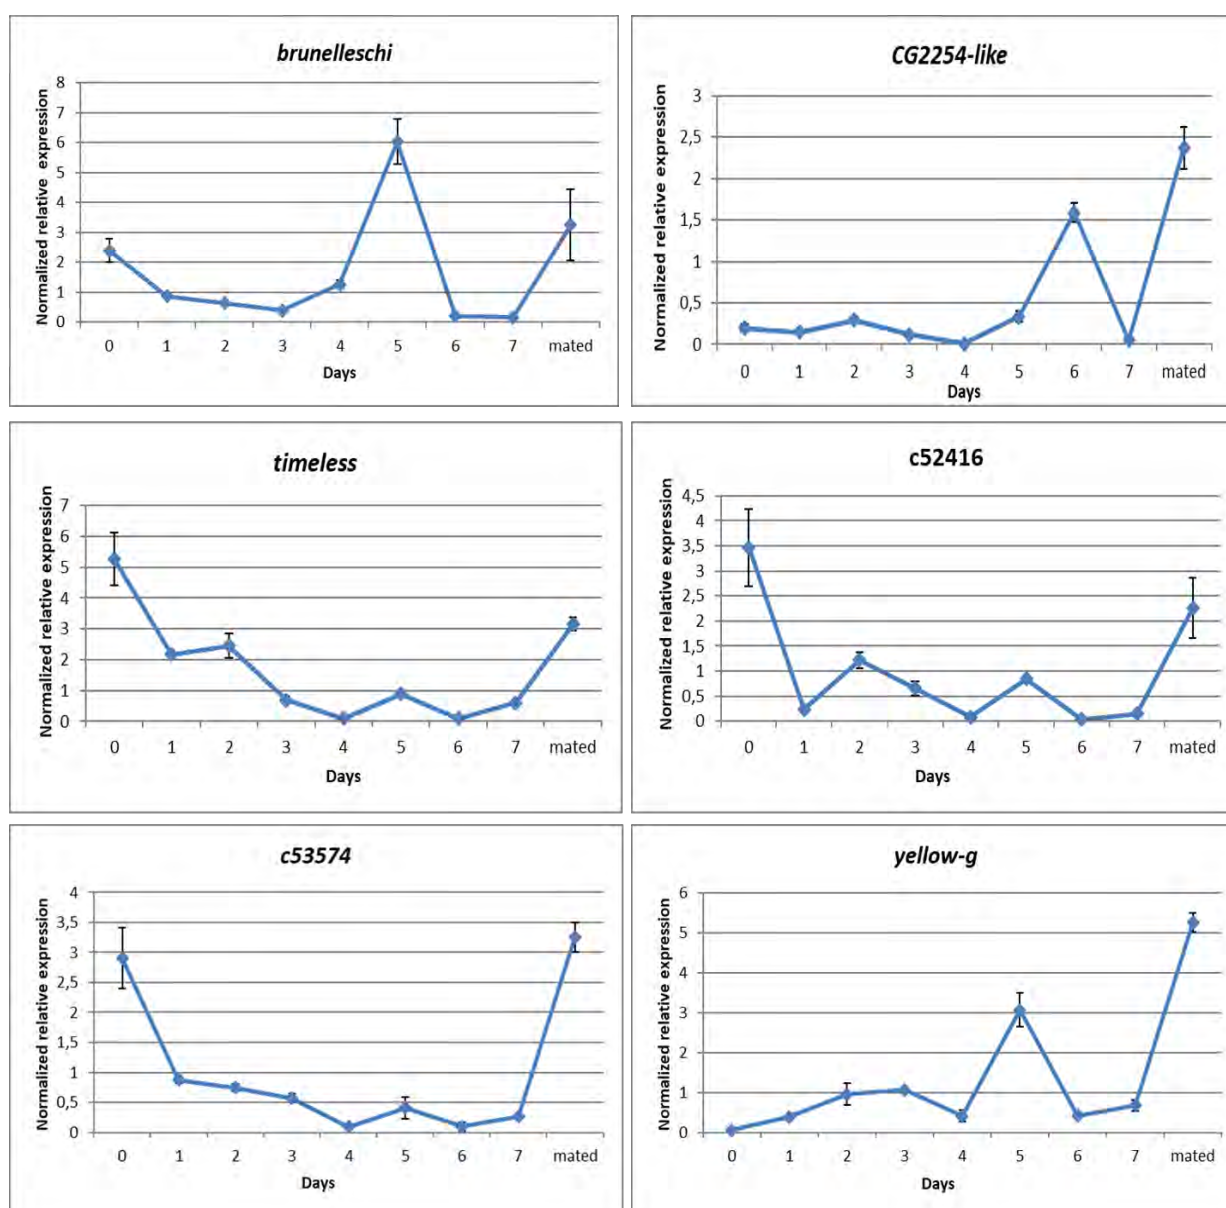 brunelleschi
Normalized relative expression
8
7
6
5
4
3
2
1
0
0 1 2 3 4 5 6 7 mated
Days
CG2254-like
Normalized relative expression
3
2,5
2
1,5
1
0,5
0
0 1 2 3 4 5 6 7 mated
Days
timeless
Normalized relative expression
7
6
5
4
3
2
1
0
0 1 2 3 4 5 6 7 mated
Days
c52416
Normalized relative expression
4,5
4
3,5
3
2,5
2
1,5
1
0,5
0
0 1 2 3 4 5 6 7 mated
Days
c53574
Normalized relative expression
4
3,5
3
2,5
2
1,5
1
0,5
0
0 1 2 3 4 5 6 7 mated
Days
yellow-g
Normalized relative expression
6
5
4
3
2
1
0
0 1 2 3 4 5 6 7 mated
Days